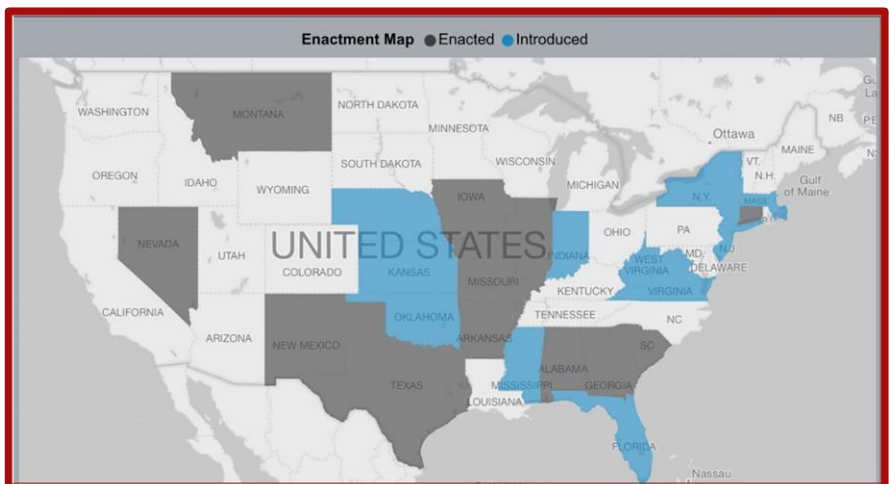 Enactment Map Enacted Introduced
WASHINGTON
MONTANA
NORTH DAKOTA
MINNESOTA
Ottawa
NB
MAINE
VT.
N.H.
Gulf
of Maine
OREGON
IDAHO
WYOMING
SOUTH DAKOTA
WISCONSIN
MICHIGAN
N.Y.
MASS
IOWA
NEVADA
UTAH
COLORADO
UNITED STATES
KANSAS
MISSOURI
INDIANA
OHIO
PA
N.J.
MD.
DELAWARE
WEST
VIRGINIA
VIRGINIA
KENTUCKY
CALIFORNIA
ARIZONA
NEW MEXICO
OKLAHOMA
ARKANSAS
TENNESSEE
NC
SC
TEXAS
LOUISIANA
MISSISSIPPI
ALABAMA
GEORGIA
FLORIDA
Nassau